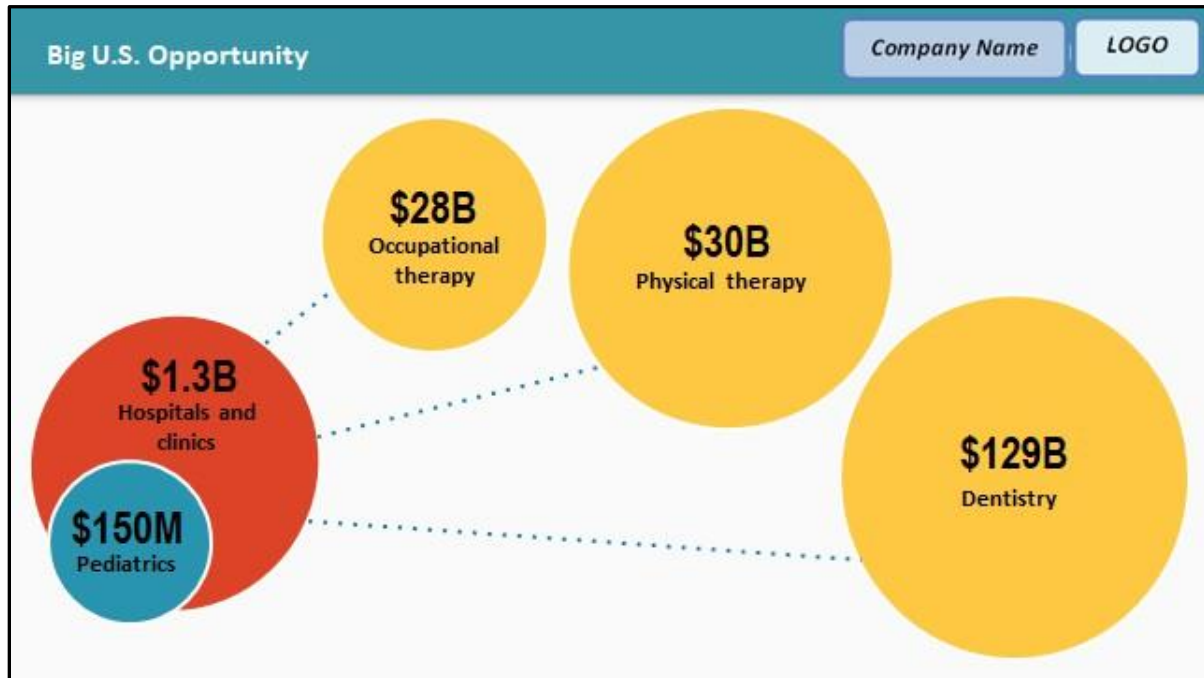 Big U.S. Opportunity
Company Name
LOGO
$28B
Occupational
therapy
$30B
Physical therapy
$1.3B
Hospitals and
clinics
$150M
Pediatrics
$129B
Dentistry